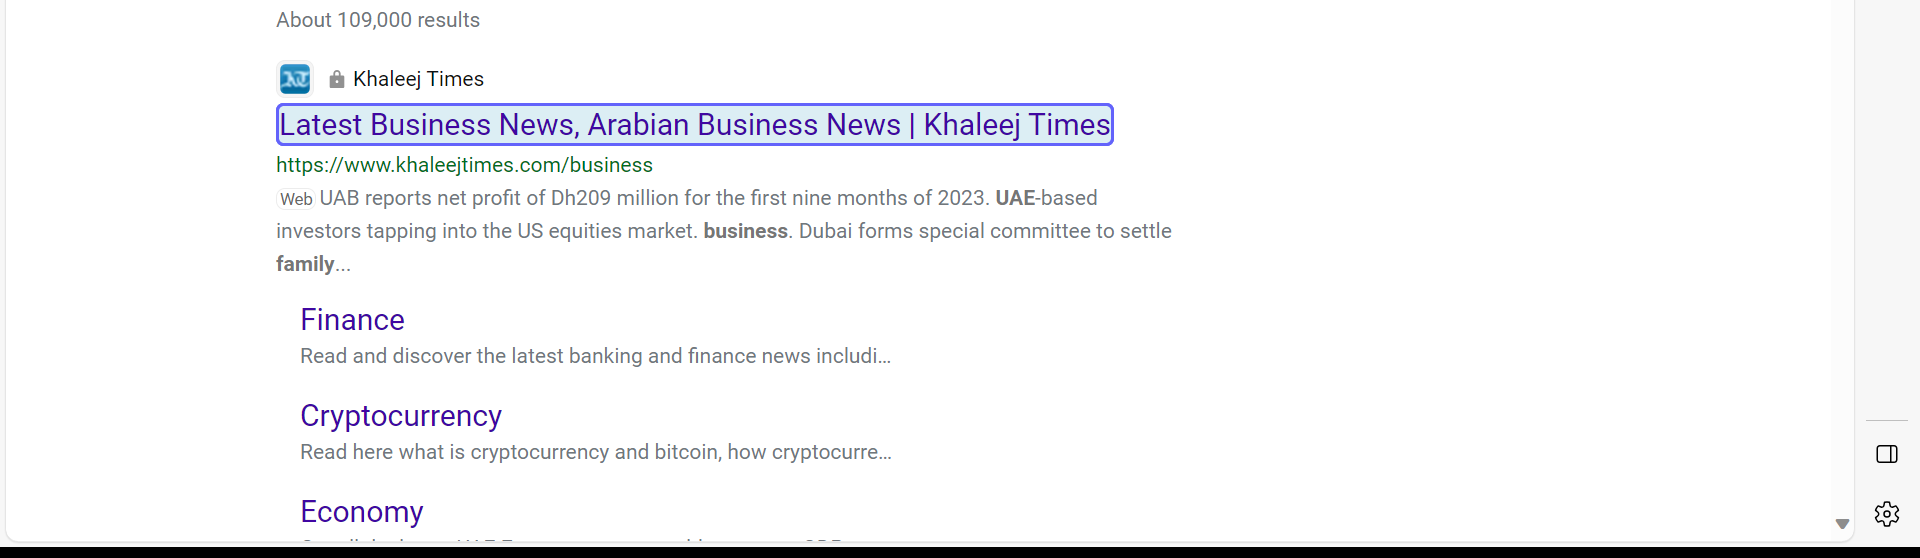 About 109,000 results
Khaleej Times
Latest Business News, Arabian Business News | Khaleej Times
https://www.khaleejtimes.com/business
Web UAB reports net profit of Dh209 million for the first nine months of 2023. UAE-based
investors tapping into the US equities market. business. Dubai forms special committee to settle
family...
Finance
Read and discover the latest banking and finance news includi...
Cryptocurrency
Read here what is cryptocurrency and bitcoin, how cryptocurre...
Economy